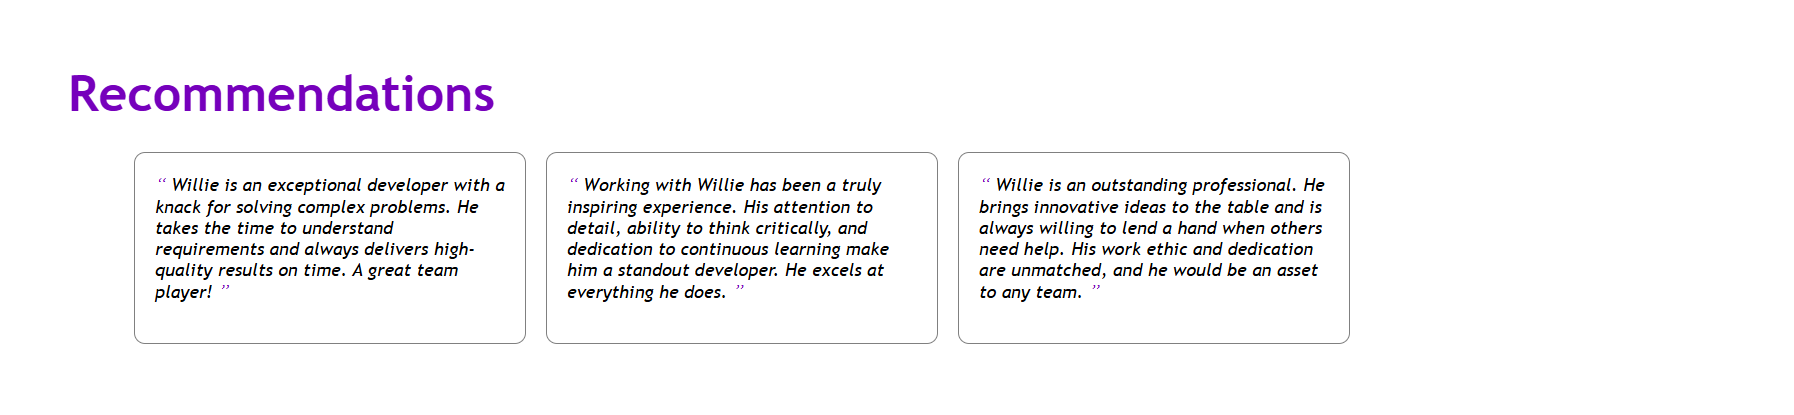 Recommendations
“ Willie is an exceptional developer with a
knack for solving complex problems. He
takes the time to understand
requirements and always delivers high-
quality results on time. A great team
player! ”
“ Working with Willie has been a truly
inspiring experience. His attention to
detail, ability to think critically, and
dedication to continuous learning make
him a standout developer. He excels at
everything he does. ”
“ Willie is an outstanding professional. He
brings innovative ideas to the table and is
always willing to lend a hand when others
need help. His work ethic and dedication
are unmatched, and he would be an asset
to any team. ”